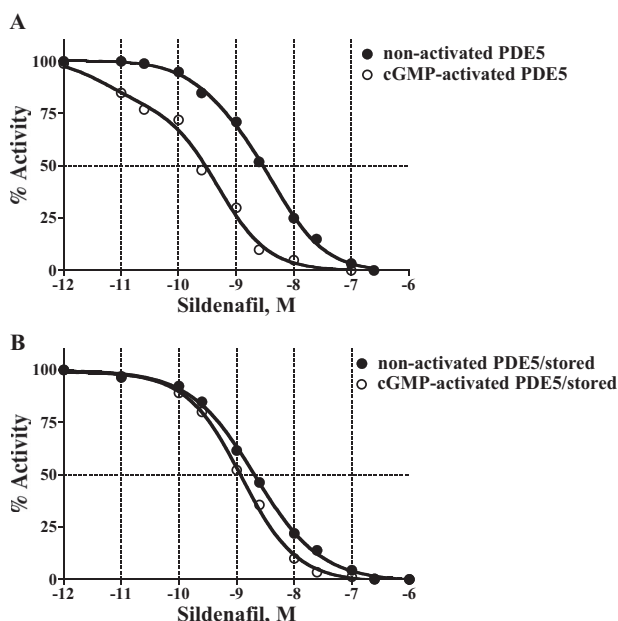 A
non-activated PDE5
cGMP-activated PDE5
100
75
50
25
0
% Activity
-12 -11 -10 -9 -8 -7 -6
Sildenafil, M
B
non-activated PDE5/stored
cGMP-activated PDE5/stored
100
75
50
25
0
% Activity
-12 -11 -10 -9 -8 -7 -6
Sildenafil, M